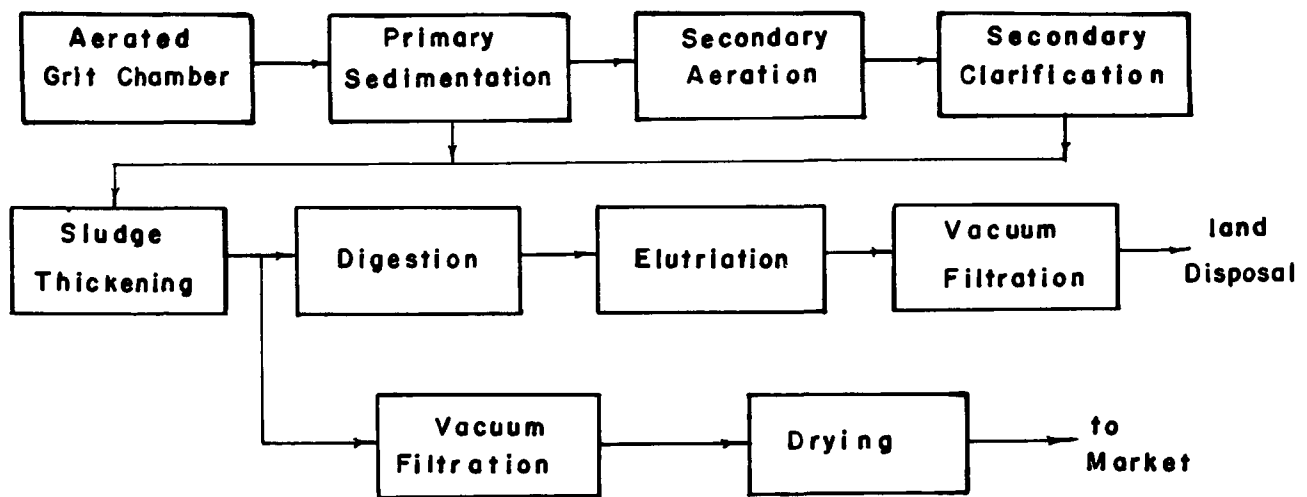 Aerated
Grit Chamber
Primary
Sedimentation
Secondary
Aeration
Secondary
Clarification
Sludge
Thickening
Digestion
Elutriation
Vacuum
Filtration
land
Disposal
Vacuum
Filtration
Drying
to
Market